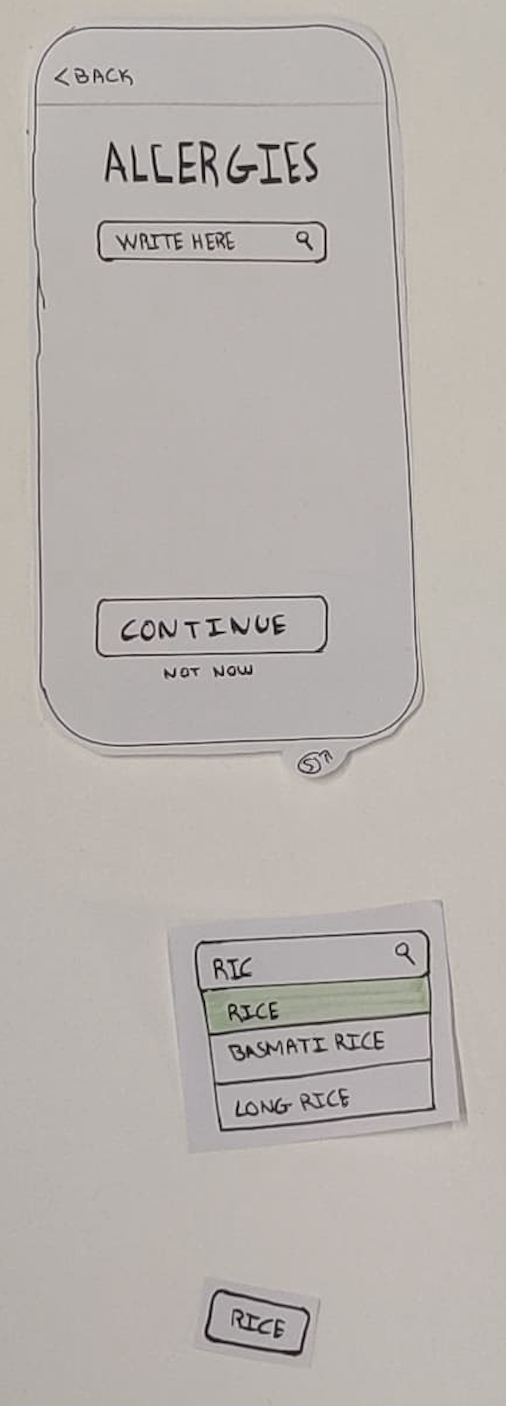 < BACK
ALLERGIES
WRITE HERE
CONTINUE
NOT NOW
RIC
RICE
BASMATI RICE
LONG RICE
RICE